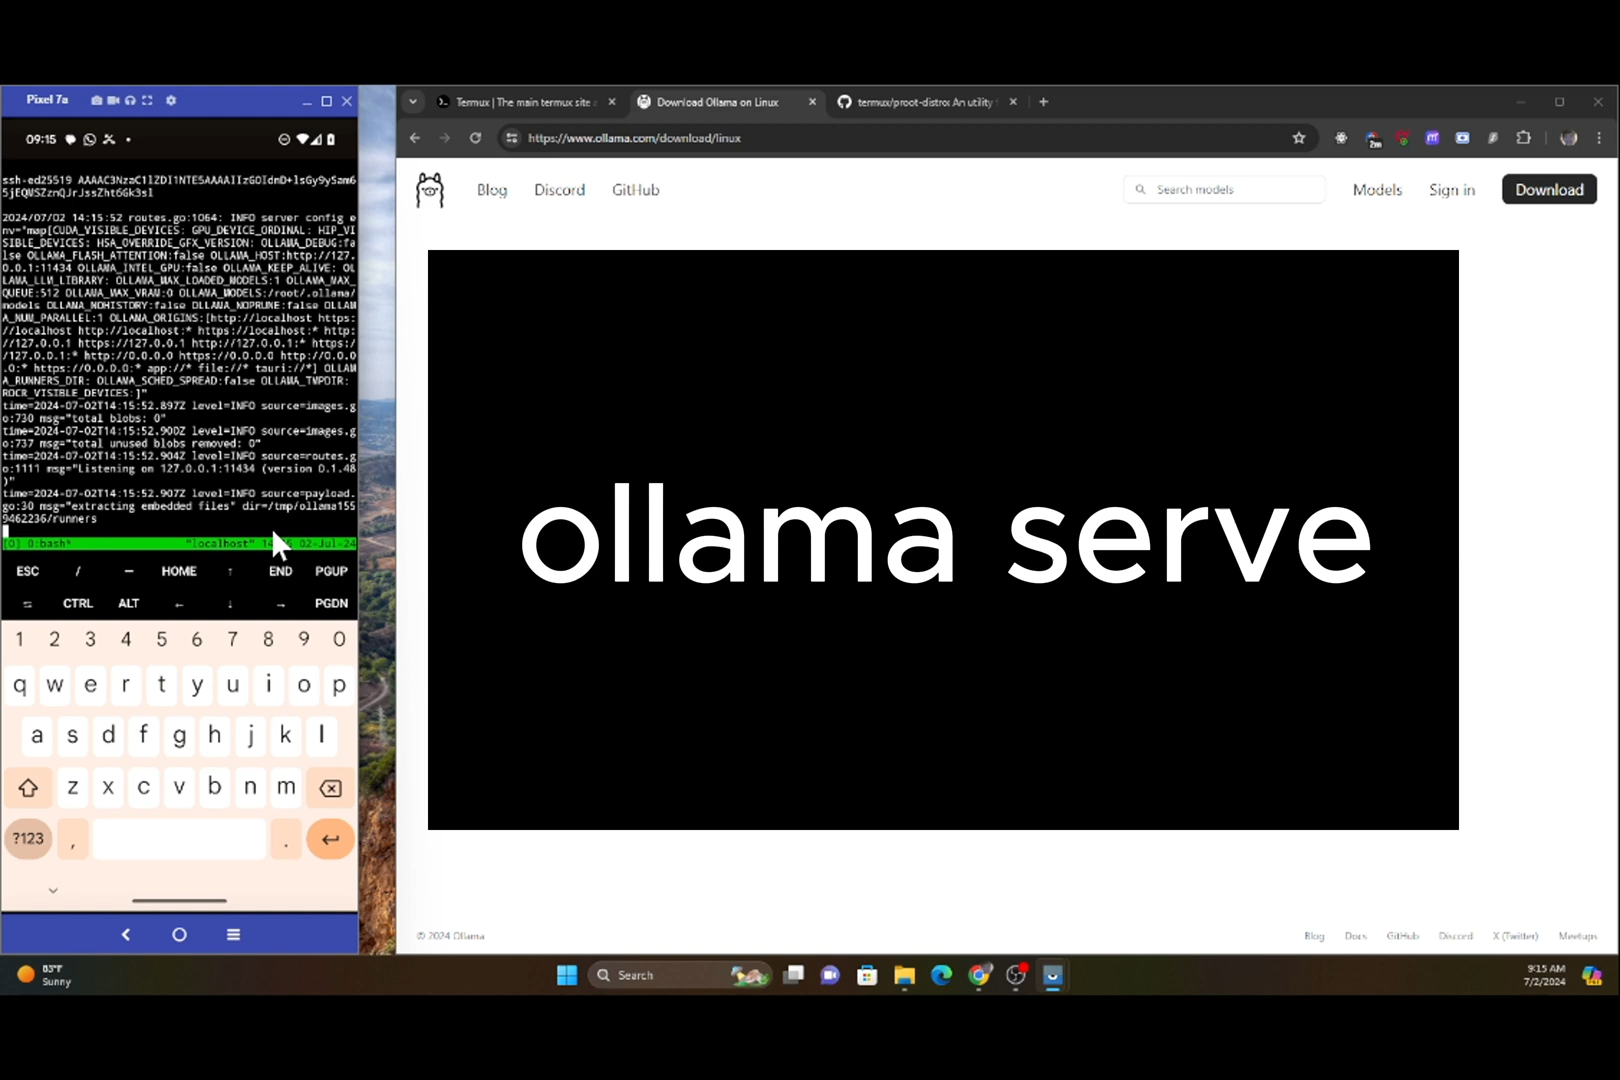 Pixel 7a
09:15
2024/07/02 14:15:52 routes.go:1064: INFO server config e
nv="map[CUDA_VISIBLE_DEVICES: GPU_DEVICE_ORDINAL: HIP_VI
SIBLE_DEVICES: HSA_OVERRIDE_GFX_VERSION: OLLAMA_DEBUG:fa
lse OLLAMA_FLASH_ATTENTION:false OLLAMA_HOST:http://127.
0.0.1:11434 OLLAMA_INTEL_GPU:false OLLAMA_KEEP_ALIVE: OL
LAMA_LLM_LIBRARY: OLLAMA_MAX_LOADED_MODELS:1 OLLAMA_MAX_
QUEUE:512 OLLAMA_MAX_VRAM:0 OLLAMA_MODELS:/root/.ollama/
models OLLAMA_NOHISTORY:false OLLAMA_NOPRUNE:false OLLAM
A_NUM_PARALLEL:1 OLLAMA_ORIGINS:[http://localhost https:
//localhost http://localhost:* https://localhost:* http:
//127.0.0.1 https://127.0.0.1 http://127.0.0.1:* https:/
/127.0.0.1:* http://0.0.0.0 https://0.0.0.0 http://0.0.0
.0:* https://0.0.0.0:* app://* file://* tauri://*] OLLAM
A_RUNNERS_DIR: OLLAMA_SCHED_SPREAD:false OLLAMA_TMPDIR:
ROCR_VISIBLE_DEVICES:]"
time=2024-07-02T14:15:52.897Z level=INFO source=images.g
o:730 msg="total blobs: 0"
time=2024-07-02T14:15:52.900Z level=INFO source=images.g
o:737 msg="total unused blobs removed: 0"
time=2024-07-02T14:15:52.904Z level=INFO source=routes.g
o:1111 msg="Listening on 127.0.0.1:11434 (version 0.1.48
)"
time=2024-07-02T14:15:52.907Z level=INFO source=payload.
go:30 msg="extracting embedded files" dir=/tmp/ollama155
9462236/runners
[0] 0:bash* "localhost" 02-Jul-24
ESC / — HOME ↑ END PGUP
CTRL ALT ← ↓ → PGDN
1 2 3 4 5 6 7 8 9 0
q w e r t y u i o p
a s d f g h j k l
z x c v b n m
?123 , .
Termux | The main termux site
Download Ollama on Linux
termux/proot-distro: An utility
https://www.ollama.com/download/linux
2m
Blog Discord GitHub
Search models
Models Sign in Download
ollama serve
© 2024 Ollama
Blog Docs GitHub Discord X (Twitter) Meetups
83°F
Sunny
Search
9:15 AM
7/2/2024